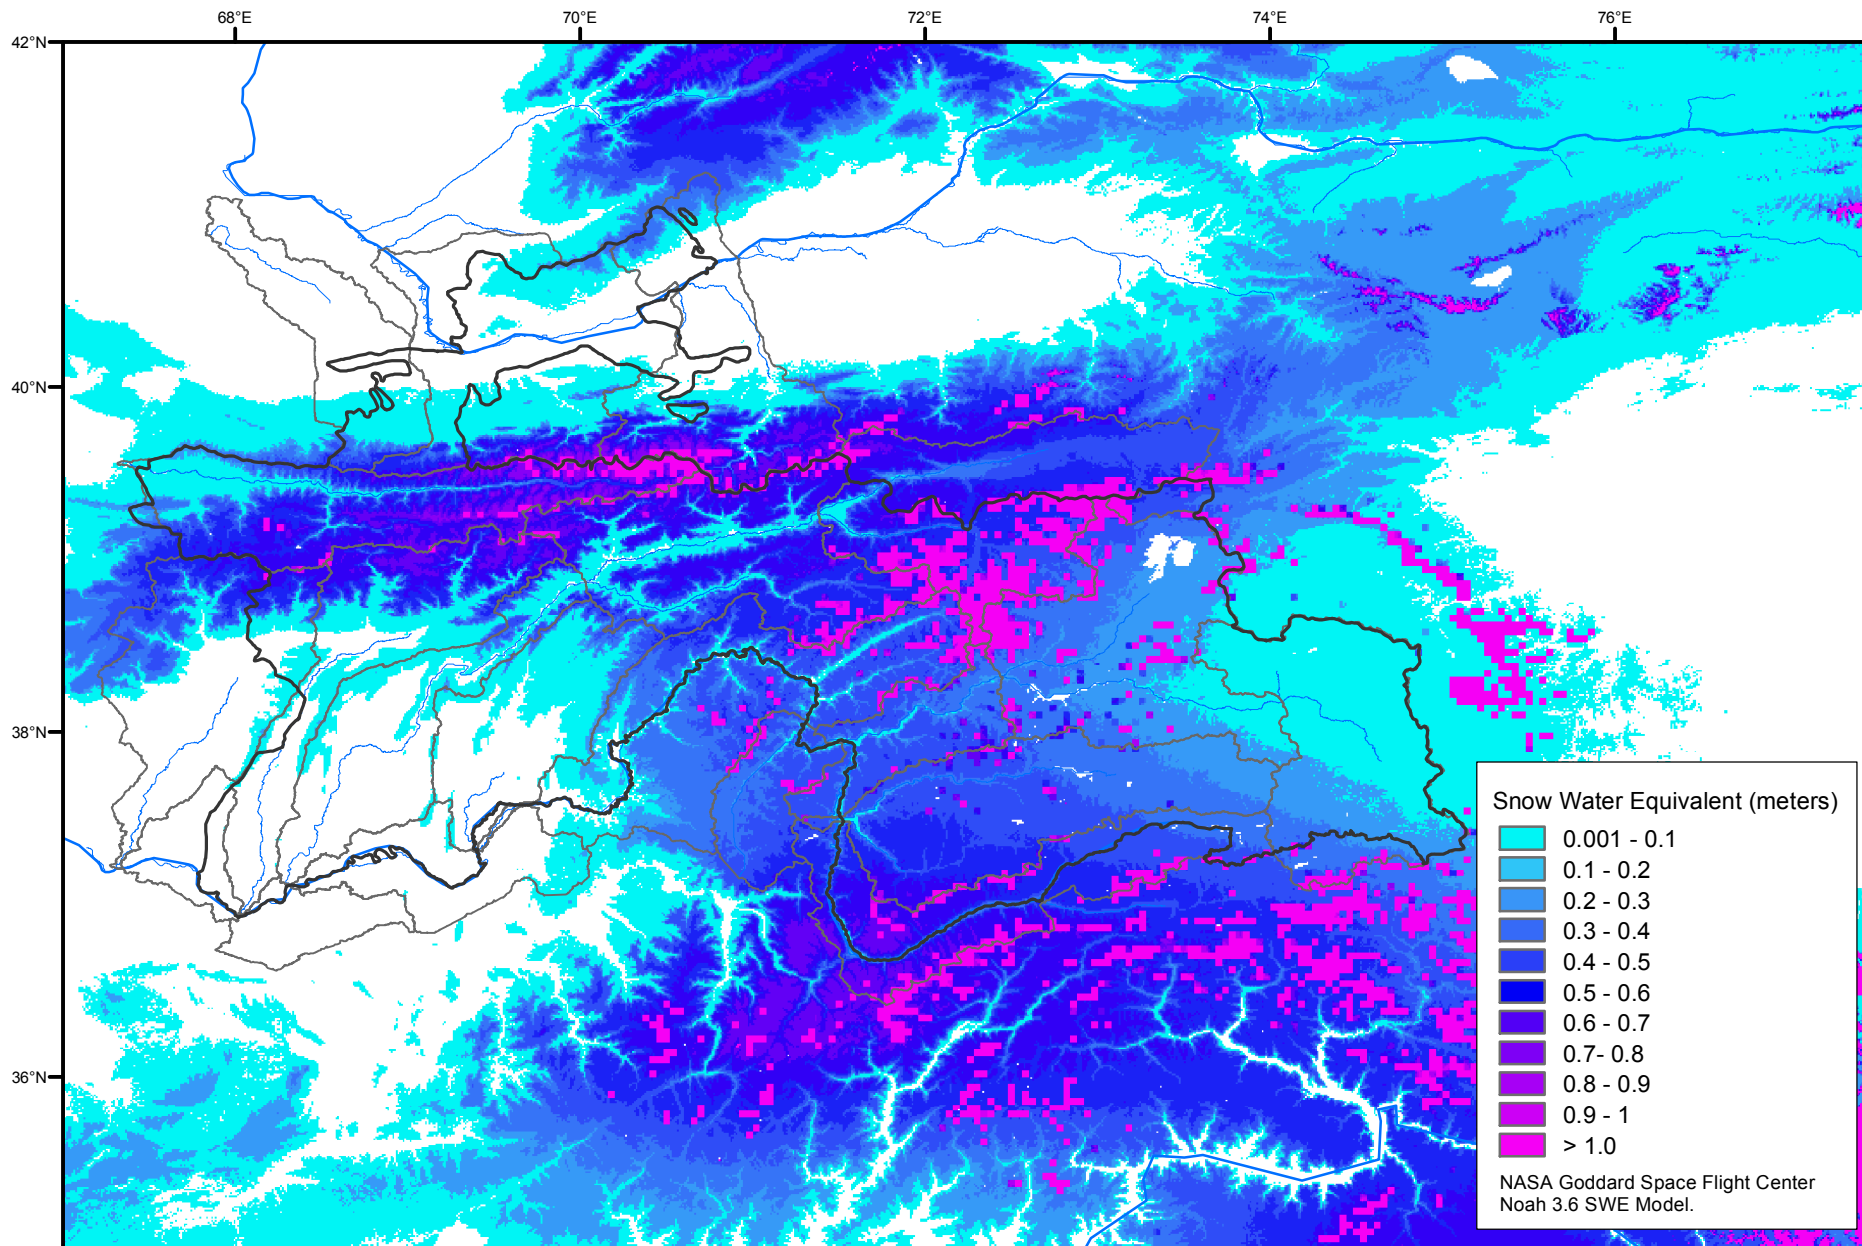 68°E 70°E 72°E 74°E 76°E
42°N
40°N
38°N
36°N
Snow Water Equivalent (meters)
0.001 - 0.1
0.1 - 0.2
0.2 - 0.3
0.3 - 0.4
0.4 - 0.5
0.5 - 0.6
0.6 - 0.7
0.7- 0.8
0.8 - 0.9
0.9 - 1
> 1.0
NASA Goddard Space Flight Center
Noah 3.6 SWE Model.